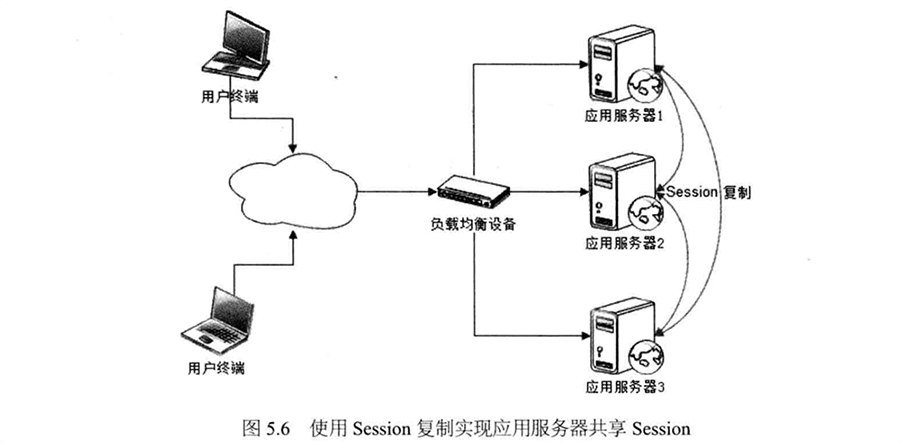 用户终端
应用服务器1
Session 复制
负载均衡设备
应用服务器2
用户终端
应用服务器3
图 5.6 使用 Session 复制实现应用服务器共享 Session